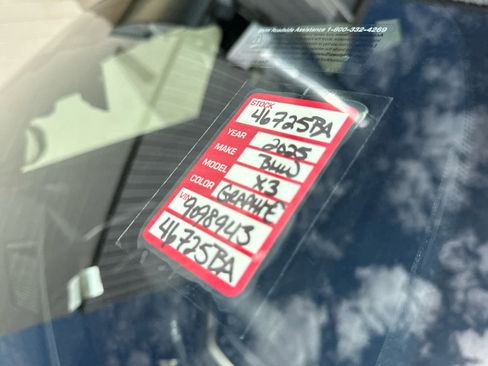 Roadside Assistance 1-800-332-4269
STOCK 46725BA
YEAR 2025
MAKE BMW
MODEL X3
COLOR GRAPHITE
VIN 9098943
46725BA